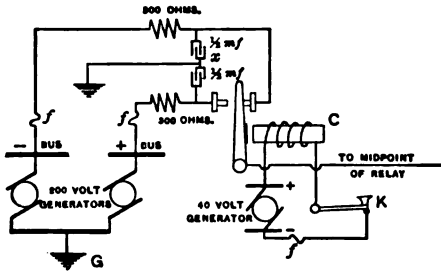 300 OHMS.
½ mf
x
½ mf
f
f
300 OHMS.
C
– BUS
+ BUS
TO MIDPOINT
OF RELAY
200 VOLT
GENERATORS
40 VOLT
GENERATOR
+
–
K
f
G